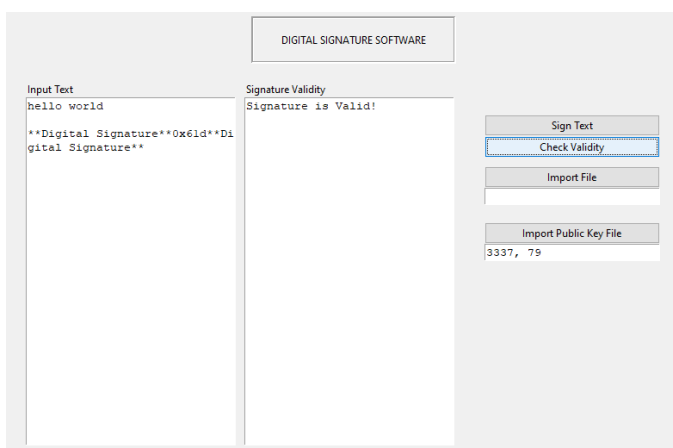 DIGITAL SIGNATURE SOFTWARE
Input Text
hello world
**Digital Signature**0x61d**Di
gital Signature**
Signature Validity
Signature is Valid!
Sign Text
Check Validity
Import File
Import Public Key File
3337, 79